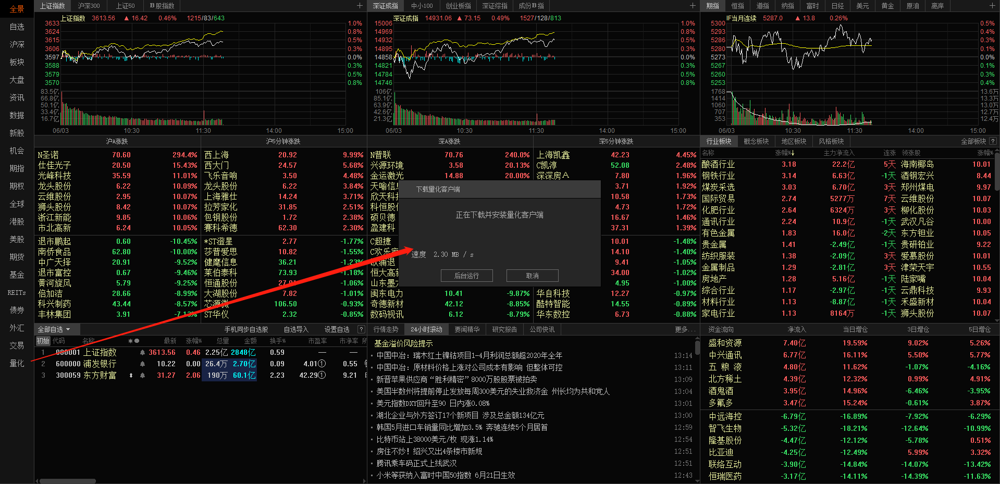 全景
自选
沪深
板块
大盘
资讯
数据
新股
机会
期指
期权
全球
港股
美股
期货
基金
REITs
债券
外汇
交易
量化
上证指数 沪深300 上证50 B股指数 +
上证指数 3613.56 ▲ 16.42 0.46% 1215/83/643
3633 1.0%
3624 0.8%
3615 0.5%
3606 0.3%
3597 0.0%
3588 0.3%
3579 0.5%
3570 0.8%
83.5亿
66.8亿
50.1亿
33.4亿
16.7亿
06/03 10:30 11:30 14:00 15:00
深证成指 中小100 创业板指 深证综指 成份B指 +
深证成指 14931.06 ▲ 73.15 0.49% 1527/128/813
15006 1.0%
14969 0.8%
14932 0.5%
14895 0.3%
14858 0.0%
14821 0.3%
14784 0.5%
14746 0.8%
106亿
85.1亿
63.9亿
42.6亿
21.3亿
06/03 10:30 11:30 14:00 15:00
期指 恒指 道指 纳指 富时 日经 美元 黄金 原油 离岸 +
IF当月连续 5287.0 ▲ 13.8 0.26%
5300 0.5%
5293 0.4%
5286 0.3%
5280 0.1%
5273 0.0%
5267 0.1%
5260 0.3%
5253 0.4%
1768 13.6万
1414 13.3万
1060 13.0万
707 12.7万
353 12.4万
06/03 10:30 11:30 14:00 15:00
沪A涨跌
N圣诺 70.60 294.4%
仕佳光子 20.50 15.43%
光峰科技 35.59 11.01%
龙头股份 6.22 10.09%
云维股份 2.95 10.07%
狮头股份 8.42 10.07%
浙江新能 9.85 10.06%
市北高新 6.24 10.05%
退市鹏起 0.60 -10.45%
南侨食品 62.80 -10.00%
中广天择 20.91 -9.52%
退市富控 0.67 -9.46%
黄河旋风 5.79 -9.25%
倍加洁 28.66 -8.99%
科兴制药 43.44 -8.57%
丰林集团 3.91 -7.13%
沪5分钟涨跌
西上海 20.92 9.99%
西大门 24.57 5.68%
飞乐音响 3.50 4.48%
龙头股份 6.22 3.84%
上海雅仕 14.24 3.71%
拉芳家化 31.85 2.51%
包钢股份 1.72 2.38%
赛科希德 62.30 2.30%
*ST澄星 2.77 -1.77%
莎普爱思 10.82 -1.55%
健麾信息 36.21 -1.23%
莱伯泰科 73.93 -1.18%
恒通股份 -1.06%
大湖股份 7.82 -1.01%
芯源微 106.50 -0.93%
ST华仪 2.32 -0.85%
深A涨跌
N普联 70.76 240.0%
兴源环境 3.58 20.13%
金运激光 14.88 20.00%
天喻信
欣天科
科恒股
硕贝德
盈建科
C超捷
C欢乐
欧浦退
恒大高
山东墨
闽东电力 10.41 -9.87%
奇德新材 42.12 -8.85%
数码视讯 6.12 -8.79%
深5分钟涨跌
上海凯鑫 42.23 4.45%
C凯淳 52.08 2.48%
深深房A 7.80 1.96%
3.71 1.92%
10.58 1.73%
4.73 1.72%
16.67 1.46%
37.31 1.39%
10.01 -1.48%
14.10 -1.40%
9.41 -1.05%
34.00 -1.02%
4.95 -1.00%
华自科技 12.27 -0.97%
酷特智能 14.55 -0.89%
华东数控 6.73 -0.88%
下载量化客户端
正在下载并安装量化客户端
速度 2.30 MB / s
后台运行 取消
行业板块 概念板块 地区板块 风格板块 全部板块 ?
名称 涨幅%↓ 主力净流入 连涨 领涨股 涨幅%
酿酒行业 3.18 22.2亿 5天 海南椰岛 10.01
钢铁行业 3.14 6.63亿 -1天 酒钢宏兴 8.44
煤炭采选 3.03 6.70亿 3天 郑州煤电 9.97
国际贸易 2.74 5277万 7天 云维股份 10.07
化肥行业 2.64 6324万 3天 柳化股份 10.03
通讯行业 2.24 10.9亿 -1天 武汉凡谷 10.00
有色金属 1.83 16.0亿 -2天 东方钽业 10.05
贵金属 1.41 -2.49亿 -1天 贵研铂业 9.22
纺织服装 1.38 -2.09亿 3天 爱慕股份 10.01
金属制品 1.29 -2.81亿 3天 津荣天宇 10.55
房地产 1.28 5.16亿 -1天 陆家嘴 10.04
综合行业 1.17 -2.97亿 -1天 云鼎科技 9.93
材料行业 1.13 -8.87亿 -1天 禾盛新材 10.04
家电行业 1.13 8164万 -1天 狮头股份 10.07
全部自选 手机同步自选股 自选导入 设置自选 ?
初始 代码 名称 最新 涨幅% 总量 金额 换手% 市盈率 市净率 所
1 000001 上证指数 3613.56 0.46 2.25亿 2848亿 0.59 — —
2 600000 浦发银行 10.22 0.00 26.4万 2.70亿 0.09 4.01① 0.55
3 300059 东方财富 31.27 2.06 190万 60.1亿 2.23 42.29① 9.21
行情走势 24小时滚动 要闻精华 研究报告 公司快讯 更多...
基金溢价风险提示
中国中冶：瑞木红土镍钴项目1-4月利润总额超2020年全年 13:14
中国中冶：原材料价格上涨对公司成本有影响 但整体可控 13:11
新晋苹果供应商“胜利精密”8000万股股票被拍卖 13:09
美国半数州将提前停止发放每周300美元的失业救济金 州长均为共和党人 13:04
美元指数DXY回升至90 日内涨0.08% 13:01
湖北企业与外方签订17个新项目 涉及总金额134亿元 13:00
韩国5月进口车销量同比增加3.5% 奔驰连续5个月居首 12:59
比特币站上38000美元/枚 现涨1.14% 12:54
房住不炒！绍兴又出4条楼市新规 12:51
腾讯乘车码正式上线武汉 12:51
小米等获纳入富时中国50指数 6月21日生效 12:43
资金流向 净流入 当日增仓 3日增仓 5日增仓
盛和资源 7.40亿 19.59% 9.02% 5.26%
中兴通讯 6.77亿 16.11% 5.50% 5.77%
五 粮 液 4.80亿 11.62% -1.07% -4.16%
北方稀土 4.39亿 12.32% 0.99% 4.91%
酒鬼酒 3.95亿 14.96% -6.46% -3.95%
多氟多 3.47亿 15.24% -0.61% 3.87%
中远海控 -6.79亿 -16.89% -7.92% -6.29%
智飞生物 -5.32亿 -18.21% -12.64% -10.99%
隆基股份 -4.47亿 -12.12% -5.78% 0.51%
比亚迪 -4.25亿 -12.49% 5.99% 3.32%
联络互动 -3.90亿 -14.84% -14.07% -13.42%
恒瑞医药 -3.17亿 -14.11% -14.39% -11.63%